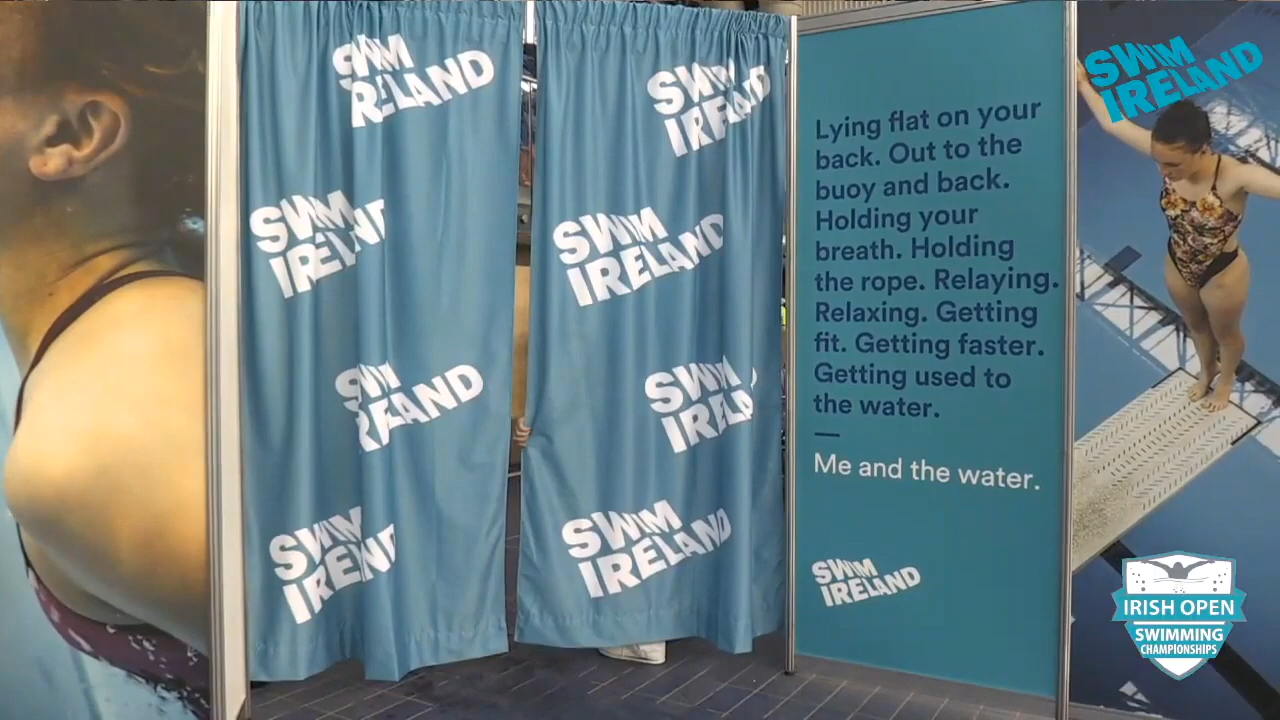 SWIM
IRELAND
SWIM
IRELAND
SWIM
IRELAND
SWIM
IRELAND
SWIM
IRELAND
SWIM
IRELAND
SWIM
IRELAND
SWIM
IRELAND
Lying flat on your
back. Out to the
buoy and back.
Holding your
breath. Holding
the rope. Relaying.
Relaxing. Getting
fit. Getting faster.
Getting used to
the water.
Me and the water.
SWIM
IRELAND
SWIM
IRELAND
IRISH OPEN
SWIMMING
CHAMPIONSHIPS